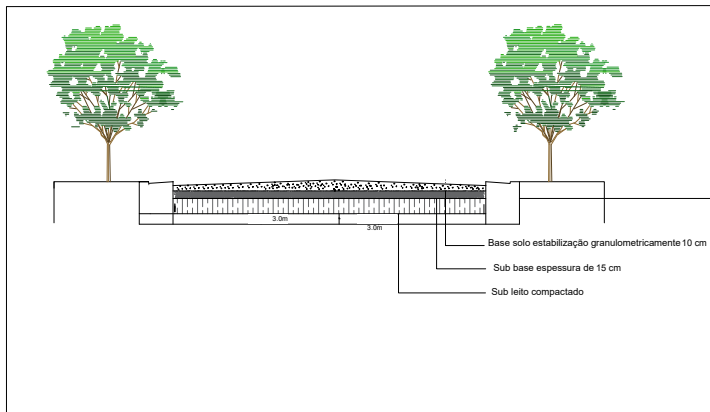 3.0m
3.0m
Base solo estabilização granulometricamente 10 cm
Sub base espessura de 15 cm
Sub leito compactado